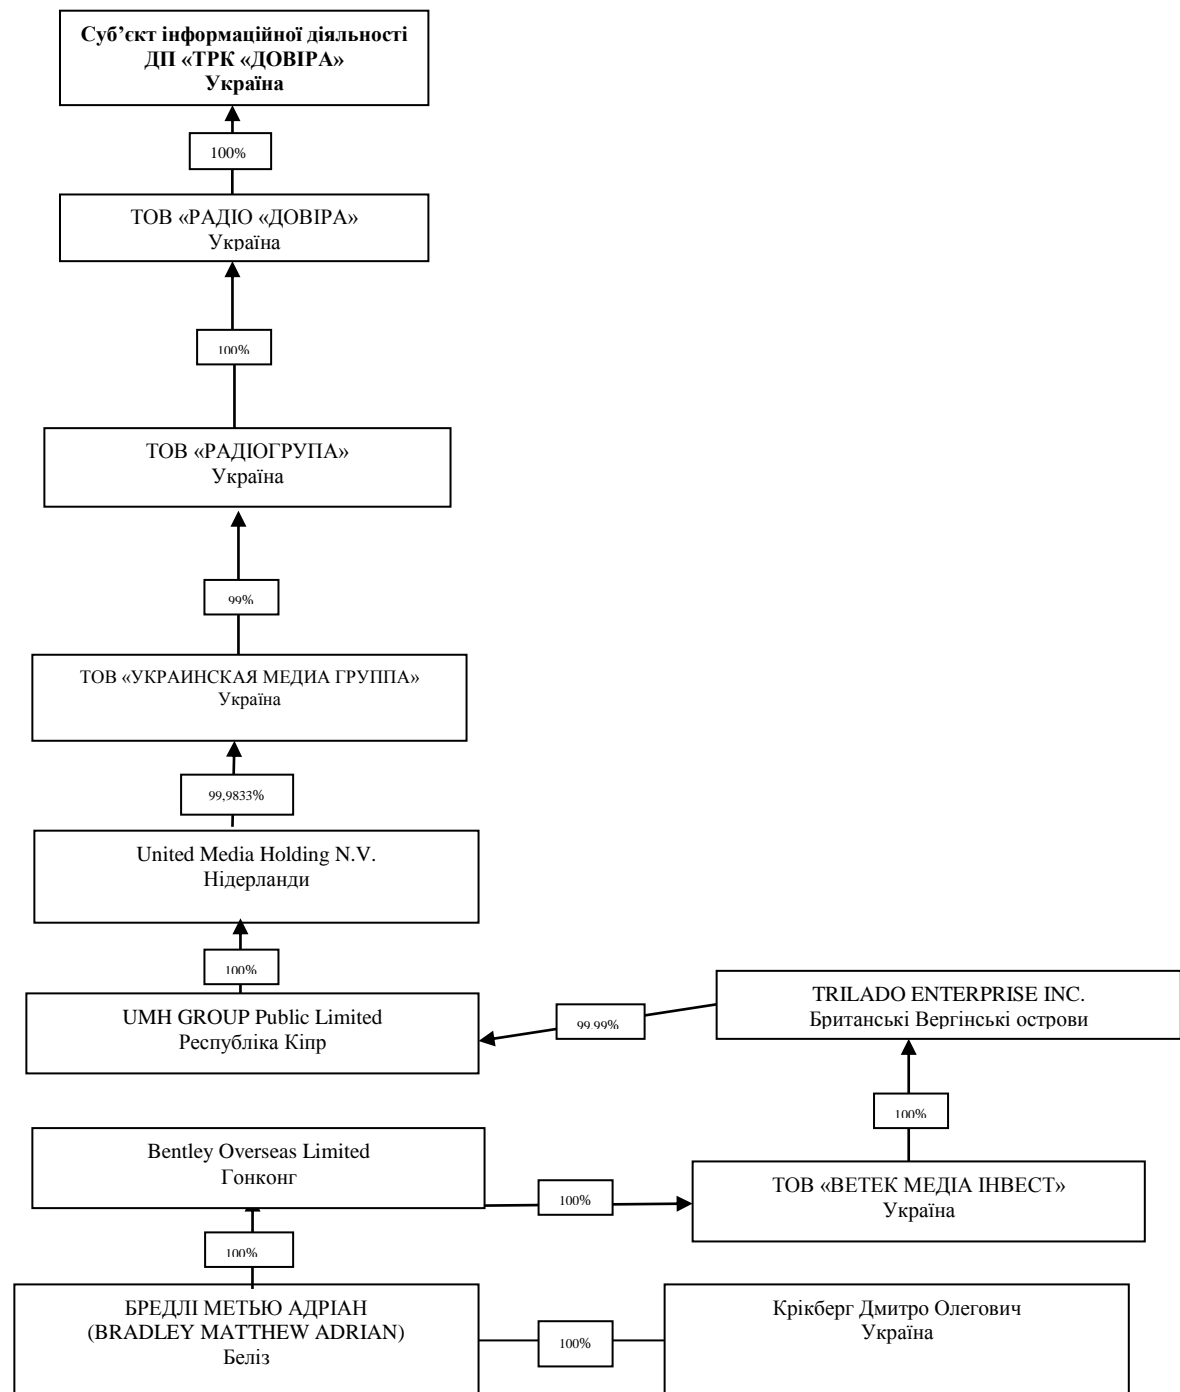 Суб’єкт інформаційної діяльності
ДП «ТРК «ДОВІРА»
Україна
100%
ТОВ «РАДІО «ДОВІРА»
Україна
100%
ТОВ «РАДІОГРУПА»
Україна
99%
ТОВ «УКРАИНСКАЯ МЕДИА ГРУППА»
Україна
99,9833%
United Media Holding N.V.
Нідерланди
100%
UMH GROUP Public Limited
Республіка Кіпр
99.99%
TRILADO ENTERPRISE INC.
Британські Вергінські острови
100%
Bentley Overseas Limited
Гонконг
100%
ТОВ «ВЕТЕК МЕДІА ІНВЕСТ»
Україна
100%
БРЕДЛІ МЕТЬЮ АДРІАН
(BRADLEY MATTHEW ADRIAN)
Беліз
100%
Крікберг Дмитро Олегович
Україна